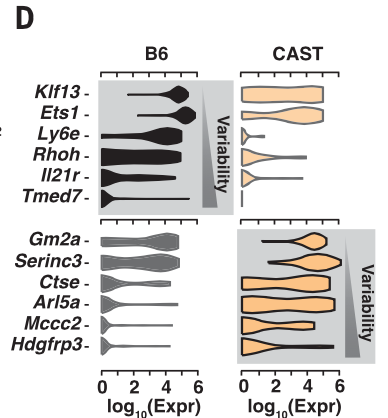 D
B6 CAST
Klf13
Ets1
Ly6e
Rhoh
Il21r
Tmed7
Variability
Gm2a
Serinc3
Ctse
Arl5a
Mccc2
Hdgfrp3
Variability
0 2 4 6 0 2 4 6
log10(Expr) log10(Expr)